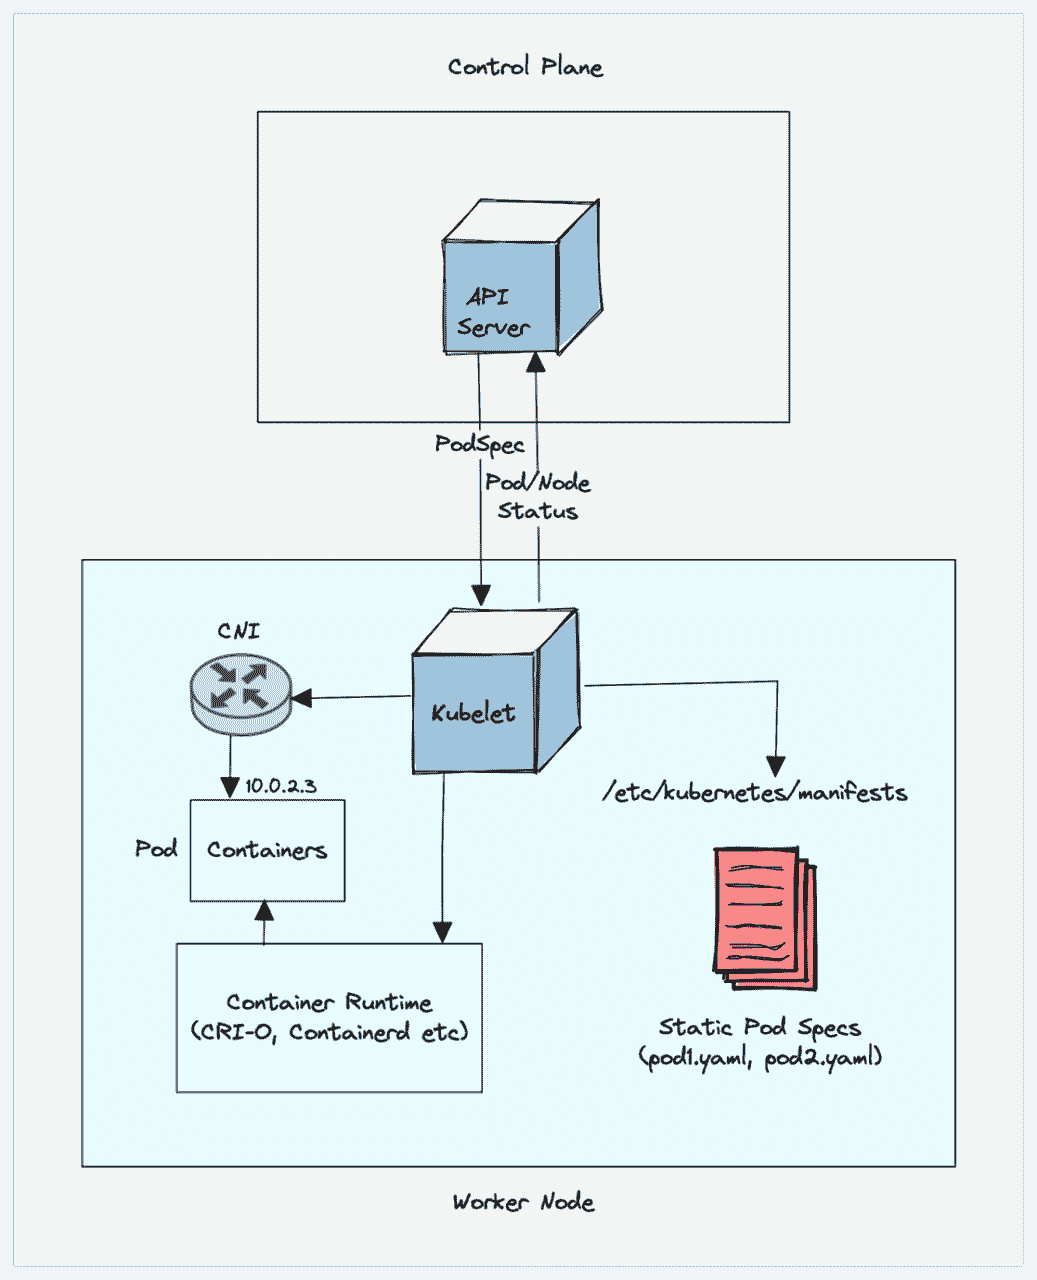 Control Plane
API
Server
PodSpec
Pod/Node
Status
CNI
Kubelet
10.0.2.3
/etc/kubernetes/manifests
Pod
Containers
Container Runtime
(CRI-O, Containerd etc)
Static Pod Specs
(pod1.yaml, pod2.yaml)
Worker Node